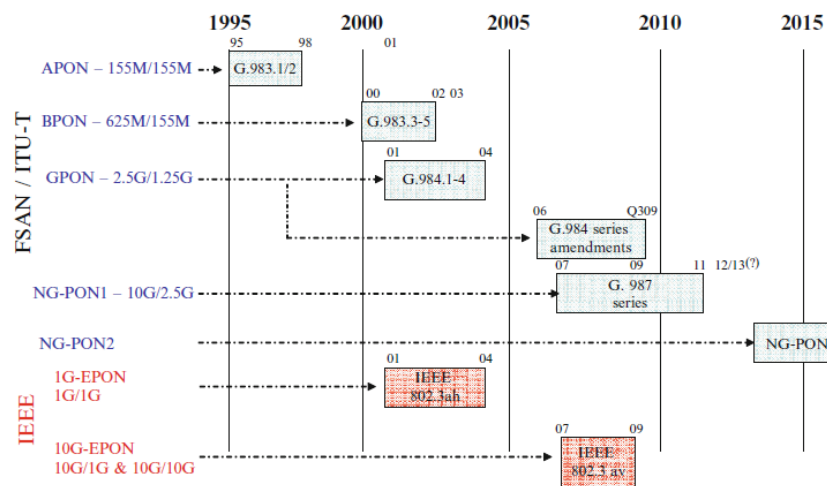 1995 2000 2005 2010 2015
95 98 01
APON – 155M/155M
G.983.1/2
00 02 03
BPON – 625M/155M
G.983.3-5
01 04
GPON – 2.5G/1.25G
G.984.1-4
06 Q309
G.984 series
amendments
07 09 11 12/13(?)
NG-PON1 – 10G/2.5G
G. 987
series
NG-PON2
NG-PON
01 04
1G-EPON
1G/1G
IEEE
802.3ah
07 09
10G-EPON
10G/1G & 10G/10G
IEEE
802.3 av
FSAN / ITU-T
IEEE